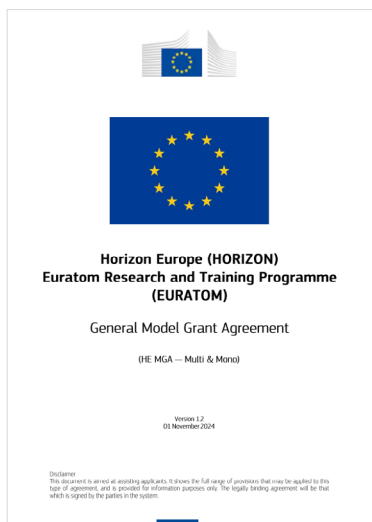 Horizon Europe (HORIZON)
Euratom Research and Training Programme
(EURATOM)
General Model Grant Agreement
(HE MGA — Multi & Mono)
Version 1.2
01 November 2024
Disclaimer
This document is aimed at assisting applicants. It shows the full range of provisions that may be applied to this
type of agreement, and is provided for information purposes only. The legally binding agreement will be that
which is signed by the parties in the system.